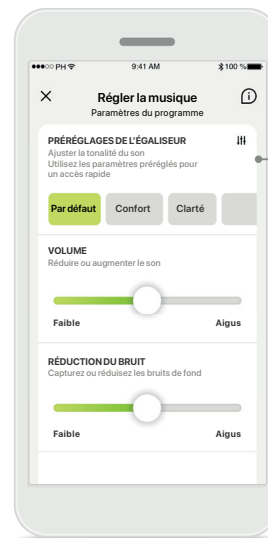 PH 9:41 AM 100 %
Régler la musique
Paramètres du programme
PRÉRÉGLAGES DE L'ÉGALISEUR
Ajuster la tonalité du son
Utilisez les paramètres préréglés pour
un accès rapide
Par défaut Confort Clarté
VOLUME
Réduire ou augmenter le son
Faible Aigus
RÉDUCTION DU BRUIT
Capturez ou réduisez les bruits de fond
Faible Aigus